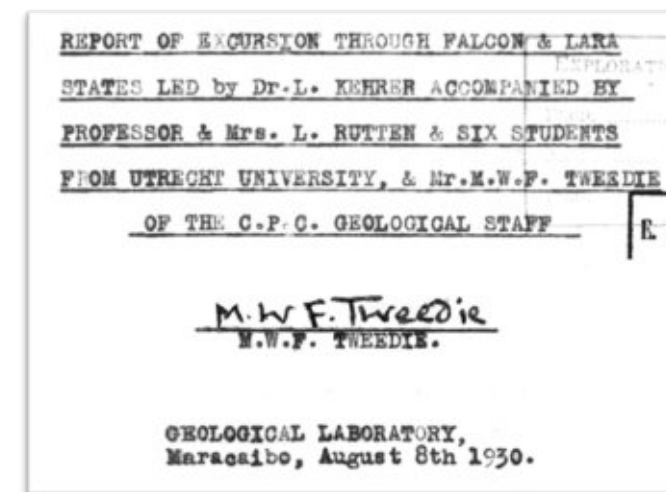 REPORT OF EXCURSION THROUGH FALCON & LARA
EXPLORAT
STATES LED by Dr.L. KEHRER ACCOMPANIED BY
PROFESSOR & Mrs. L. RUTTEN & SIX STUDENTS
FROM UTRECHT UNIVERSITY, & Mr.M.W.F. TWEEDIE
OF THE C.P.C. GEOLOGICAL STAFF
R.
M.W F. Tweedie
M.W.F. TWEEDIE.
GEOLOGICAL LABORATORY,
Maracaibo, August 8th 1930.